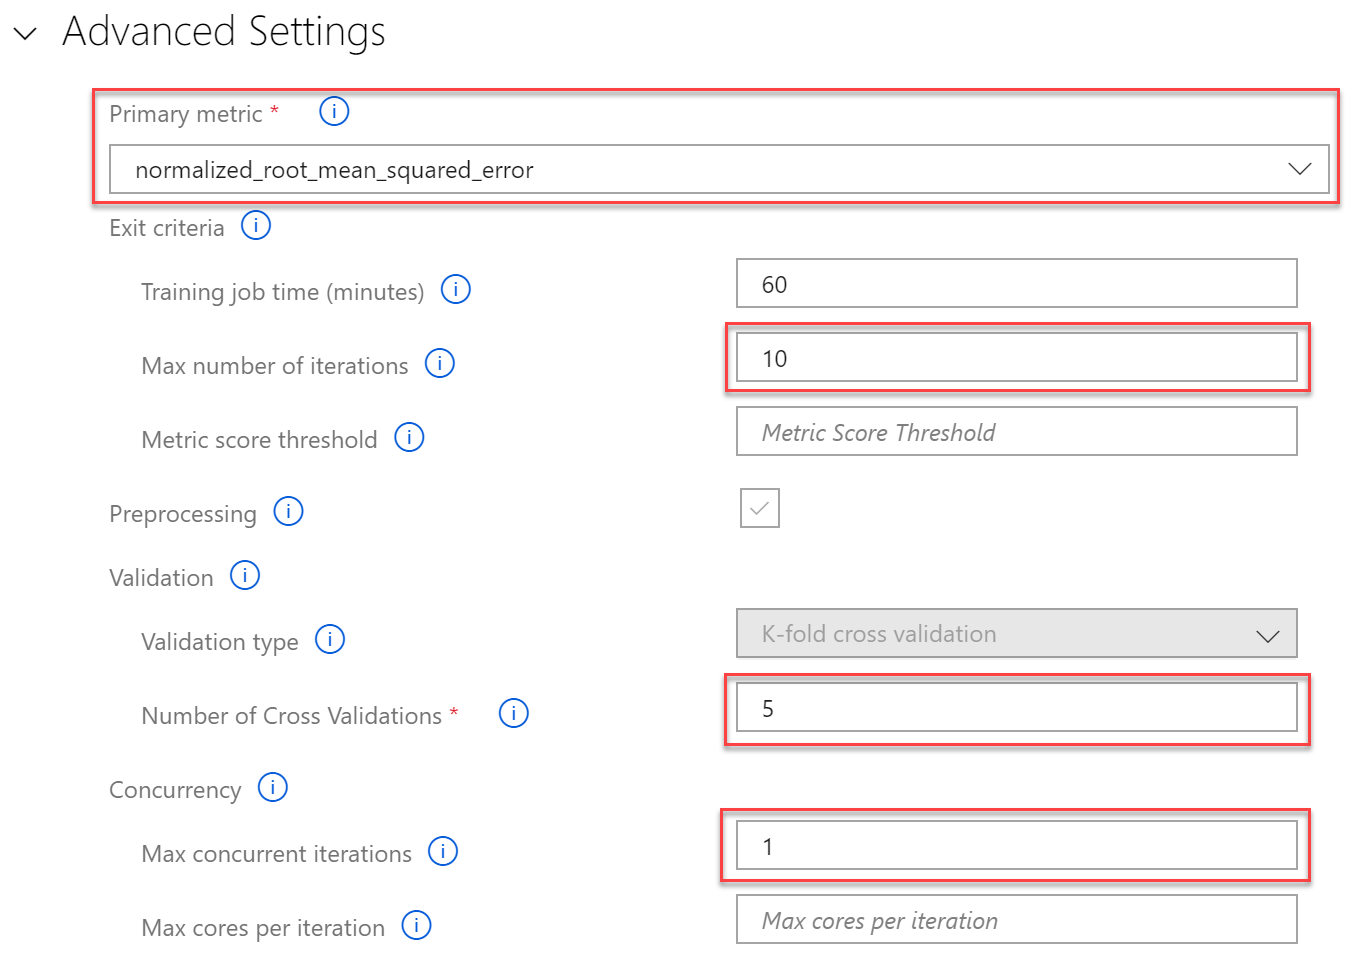 Advanced Settings
Primary metric *
normalized_root_mean_squared_error
Exit criteria
Training job time (minutes)
60
Max number of iterations
10
Metric score threshold
Metric Score Threshold
Preprocessing
Validation
Validation type
K-fold cross validation
Number of Cross Validations *
5
Concurrency
Max concurrent iterations
1
Max cores per iteration
Max cores per iteration